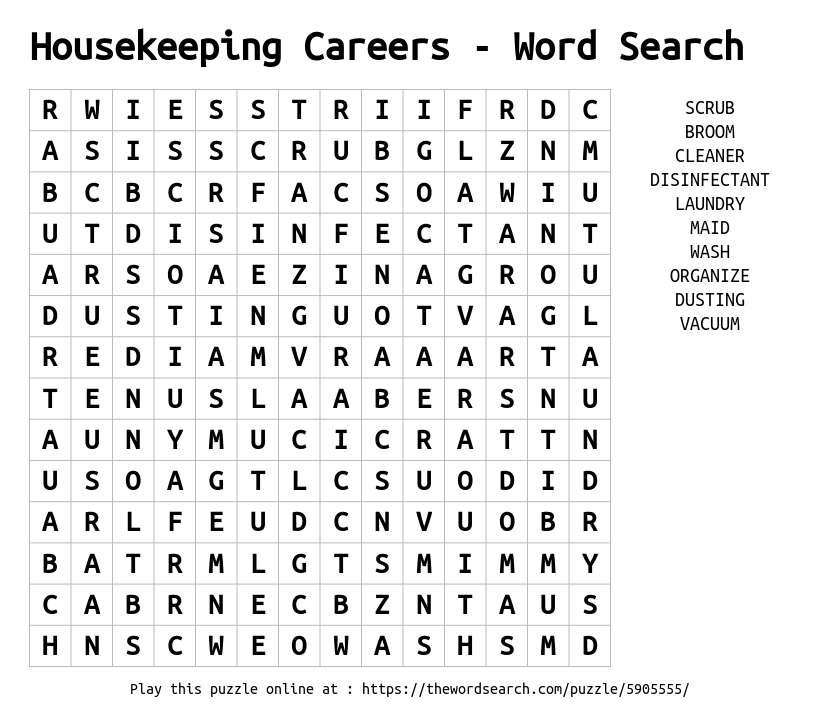 Housekeeping Careers - Word Search
R W I E S S T R I I F R D C
A S I S S C R U B G L Z N M
B C B C R F A C S O A W I U
U T D I S I N F E C T A N T
A R S O A E Z I N A G R O U
D U S T I N G U O T V A G L
R E D I A M V R A A A R T A
T E N U S L A A B E R S N U
A U N Y M U C I C R A T T N
U S O A G T L C S U O D I D
A R L F E U D C N V U O B R
B A T R M L G T S M I M M Y
C A B R N E C B Z N T A U S
H N S C W E O W A S H S M D
SCRUB
BROOM
CLEANER
DISINFECTANT
LAUNDRY
MAID
WASH
ORGANIZE
DUSTING
VACUUM
Play this puzzle online at : https://thewordsearch.com/puzzle/5905555/